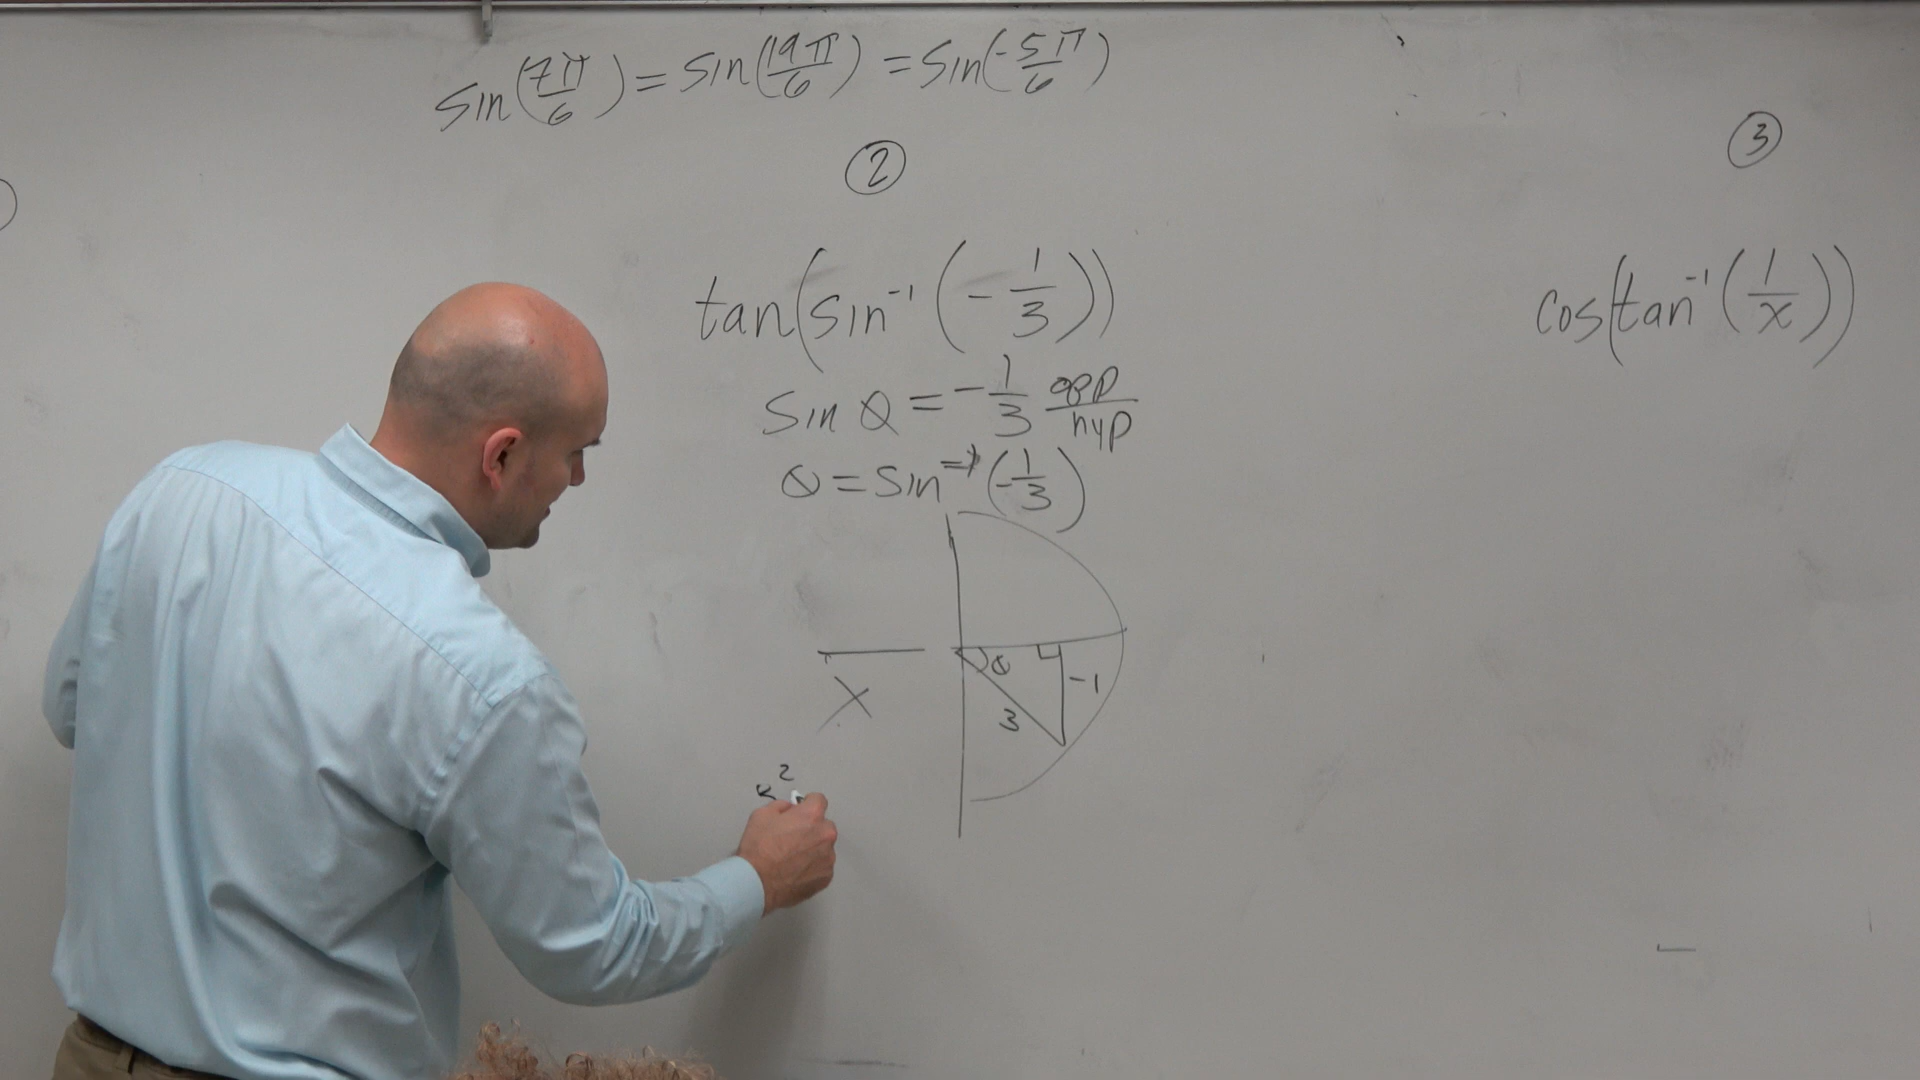 sin(7π/6) = sin(19π/6) = sin(-5π/6)
②
③
tan(sin⁻¹(-1/3))
cos(tan⁻¹(1/x))
sin θ = -1/3 opp/hyp
θ = sin⁻¹(-1/3)
θ
-1
3
X
x²